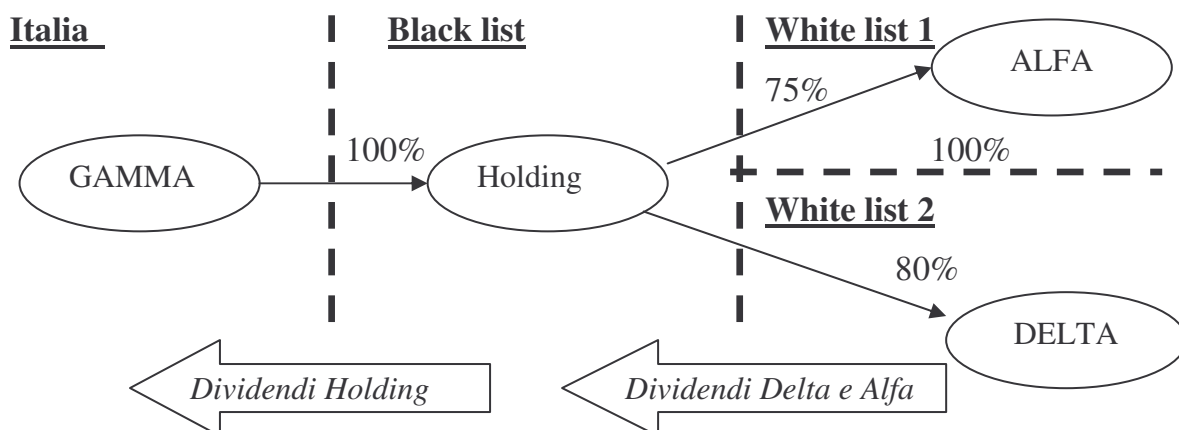 Italia
Black list
White list 1
ALFA
75%
100%
100%
GAMMA
Holding
White list 2
80%
DELTA
Dividendi Holding
Dividendi Delta e Alfa